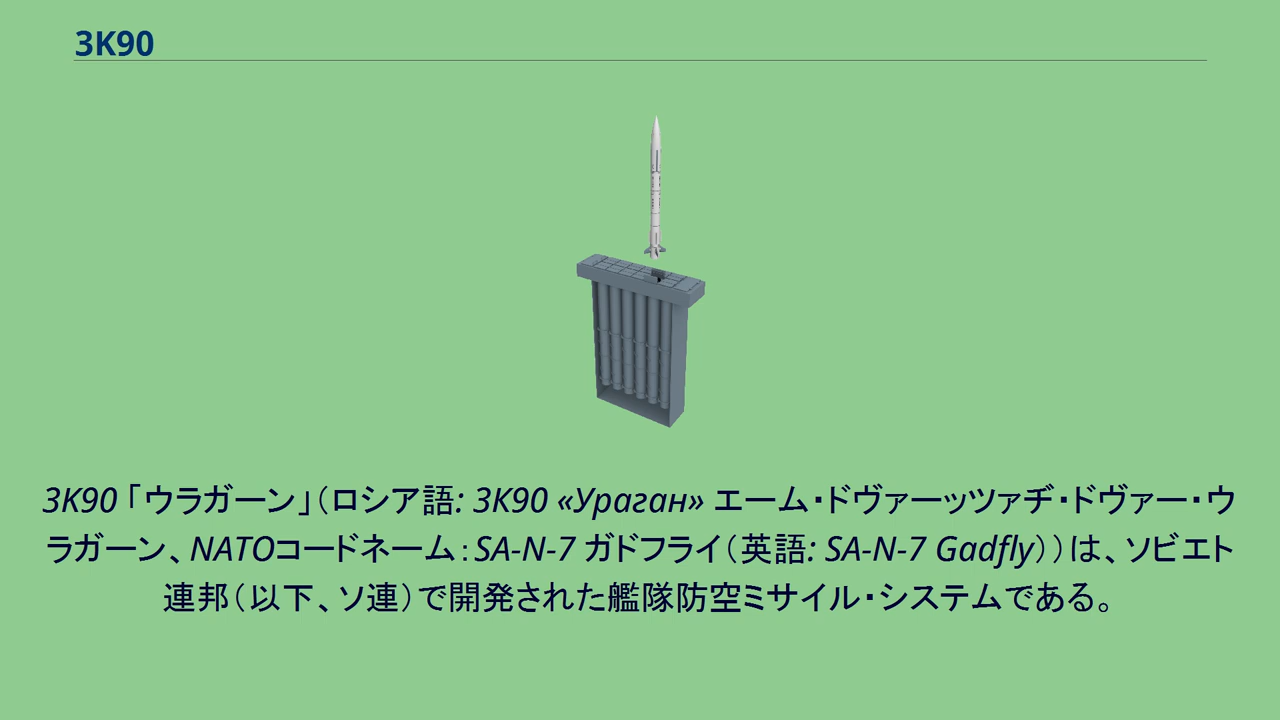 3K90
3K90「ウラガーン」（ロシア語: 3К90 «Ураган» エーム・ドヴァーッツァヂ・ドヴァー・ウ
ラガーン、NATOコードネーム：SA-N-7 ガドフライ（英語: SA-N-7 Gadfly））は、ソビエト
連邦（以下、ソ連）で開発された艦隊防空ミサイル・システムである。